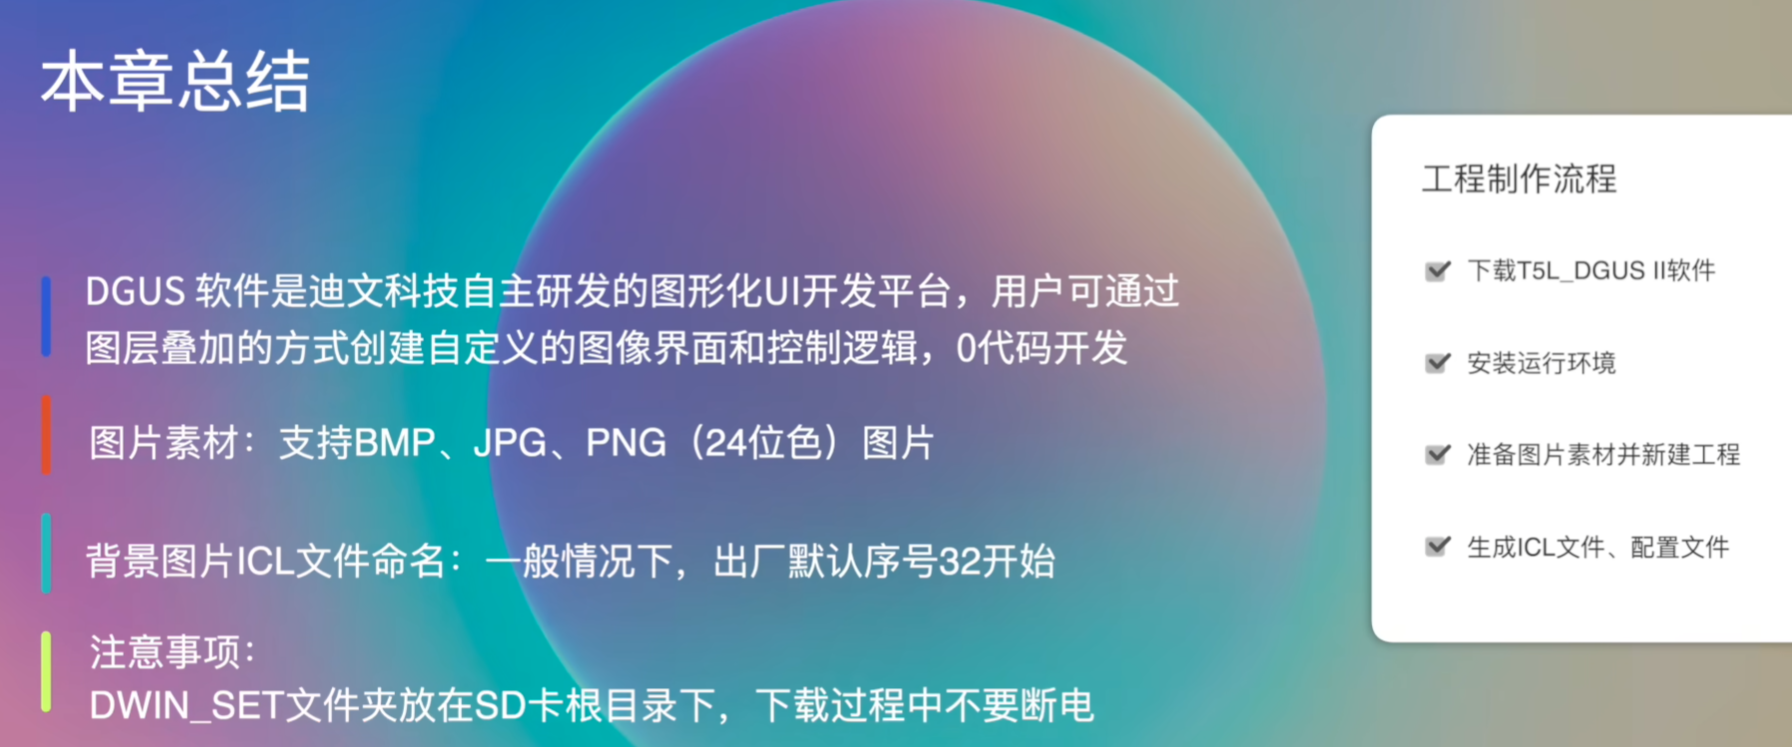 本章总结
DGUS 软件是迪文科技自主研发的图形化UI开发平台，用户可通过
图层叠加的方式创建自定义的图像界面和控制逻辑，0代码开发
图片素材：支持BMP、JPG、PNG（24位色）图片
背景图片ICL文件命名：一般情况下，出厂默认序号32开始
注意事项：
DWIN_SET文件夹放在SD卡根目录下，下载过程中不要断电
工程制作流程
下载T5L_DGUS II软件
安装运行环境
准备图片素材并新建工程
生成ICL文件、配置文件